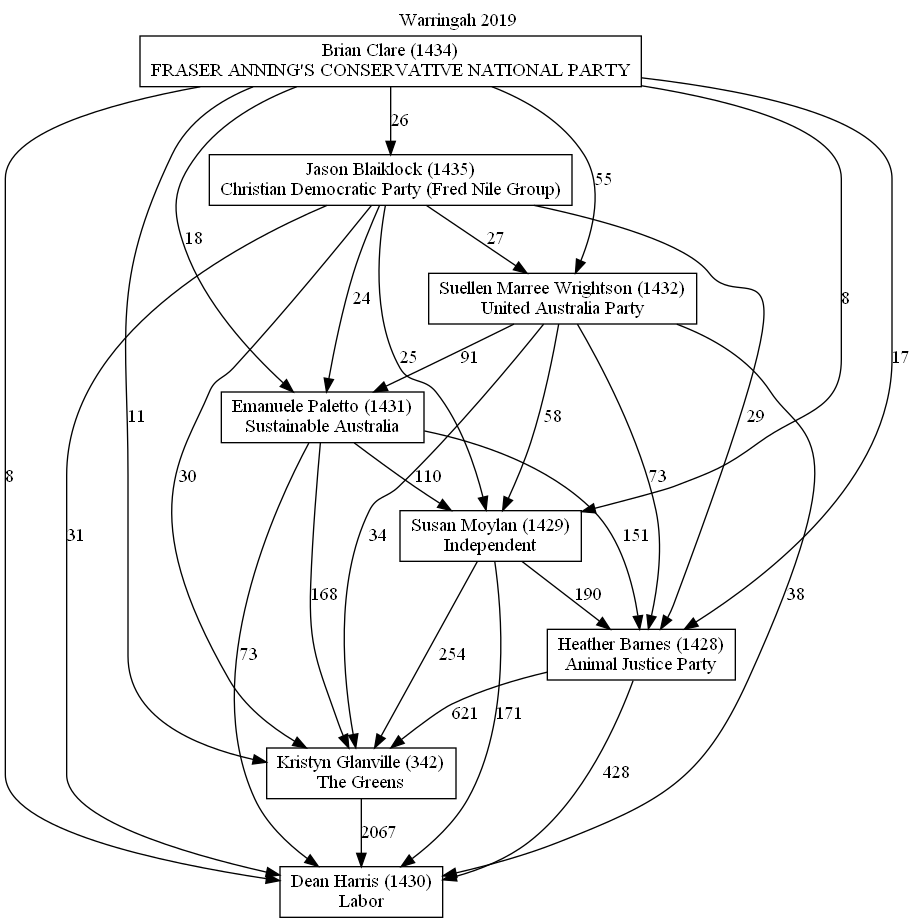 Warringah 2019
Brian Clare (1434)
FRASER ANNING'S CONSERVATIVE NATIONAL PARTY
26
Jason Blaiklock (1435)
Christian Democratic Party (Fred Nile Group)
55
18
27
Suellen Marree Wrightson (1432)
United Australia Party
24
8
25
91
17
Emanuele Paletto (1431)
Sustainable Australia
11
58
29
8
30
110
73
Susan Moylan (1429)
Independent
31
34
151
168
190
38
Heather Barnes (1428)
Animal Justice Party
73
254
621
171
Kristyn Glanville (342)
The Greens
428
2067
Dean Harris (1430)
Labor